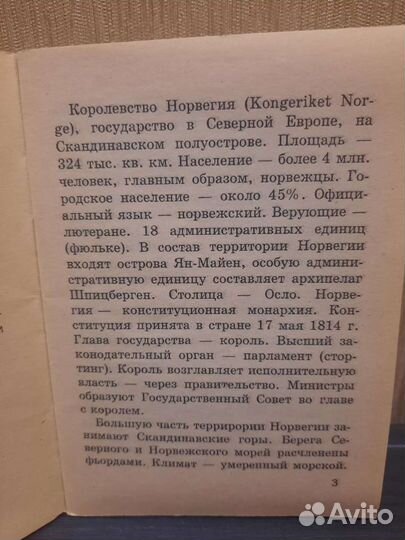 Королевство Норвегия (Kongeriket Nor-
ge), государство в Северной Европе, на
Скандинавском полуострове. Площадь —
324 тыс. кв. км. Население — более 4 млн.
человек, главным образом, норвежцы. Го-
родское население — около 45%. Офици-
альный язык — норвежский. Верующие —
лютеране. 18 административных единиц
(фюльке). В состав территории Норвегии
входят острова Ян-Майен, особую админи-
стративную единицу составляет архипелаг
Шпицберген. Столица — Осло. Норве-
гия — конституционная монархия. Кон-
ституция принята в стране 17 мая 1814 г.
Глава государства — король. Высший за-
конодательный орган — парламент (стор-
тинг). Король возглавляет исполнительную
власть — через правительство. Министры
образуют Государственный Совет во главе
с королем.
Большую часть террирории Норвегии за-
нимают Скандинавские горы. Берега Се-
верного и Норвежского морей расчленены
фьордами. Климат — умеренный морской.
3
Avito